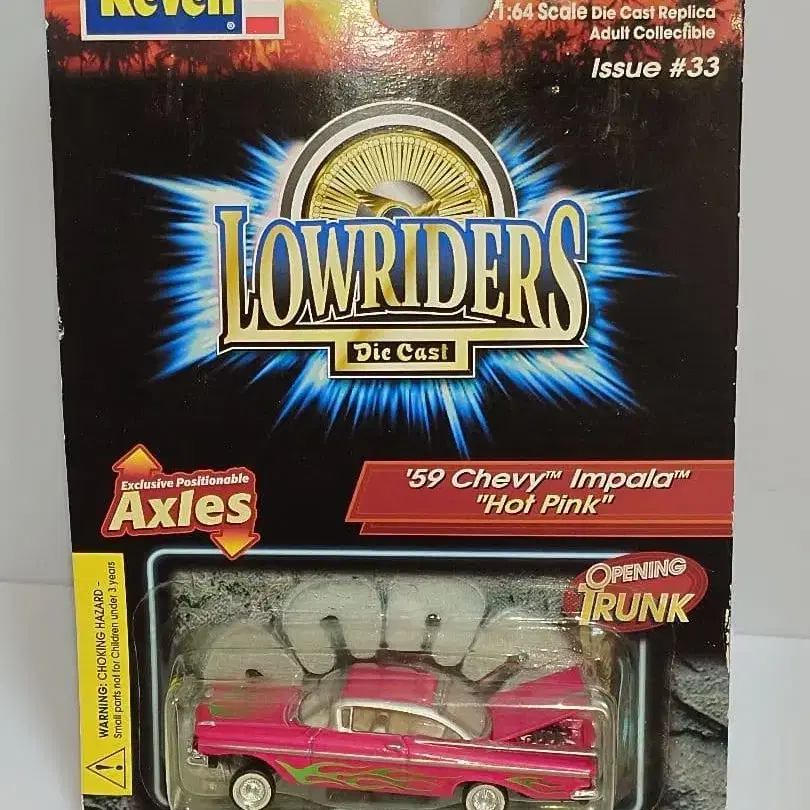 Revell ®
1:64 Scale Die Cast Replica
Adult Collectible
Issue #33
LOWRIDERS
Die Cast
Exclusive Positionable
Axles
'59 Chevy™ Impala™
"Hot Pink"
OPENING
TRUNK
WARNING: CHOKING HAZARD -
Small parts not for Children under 3 years